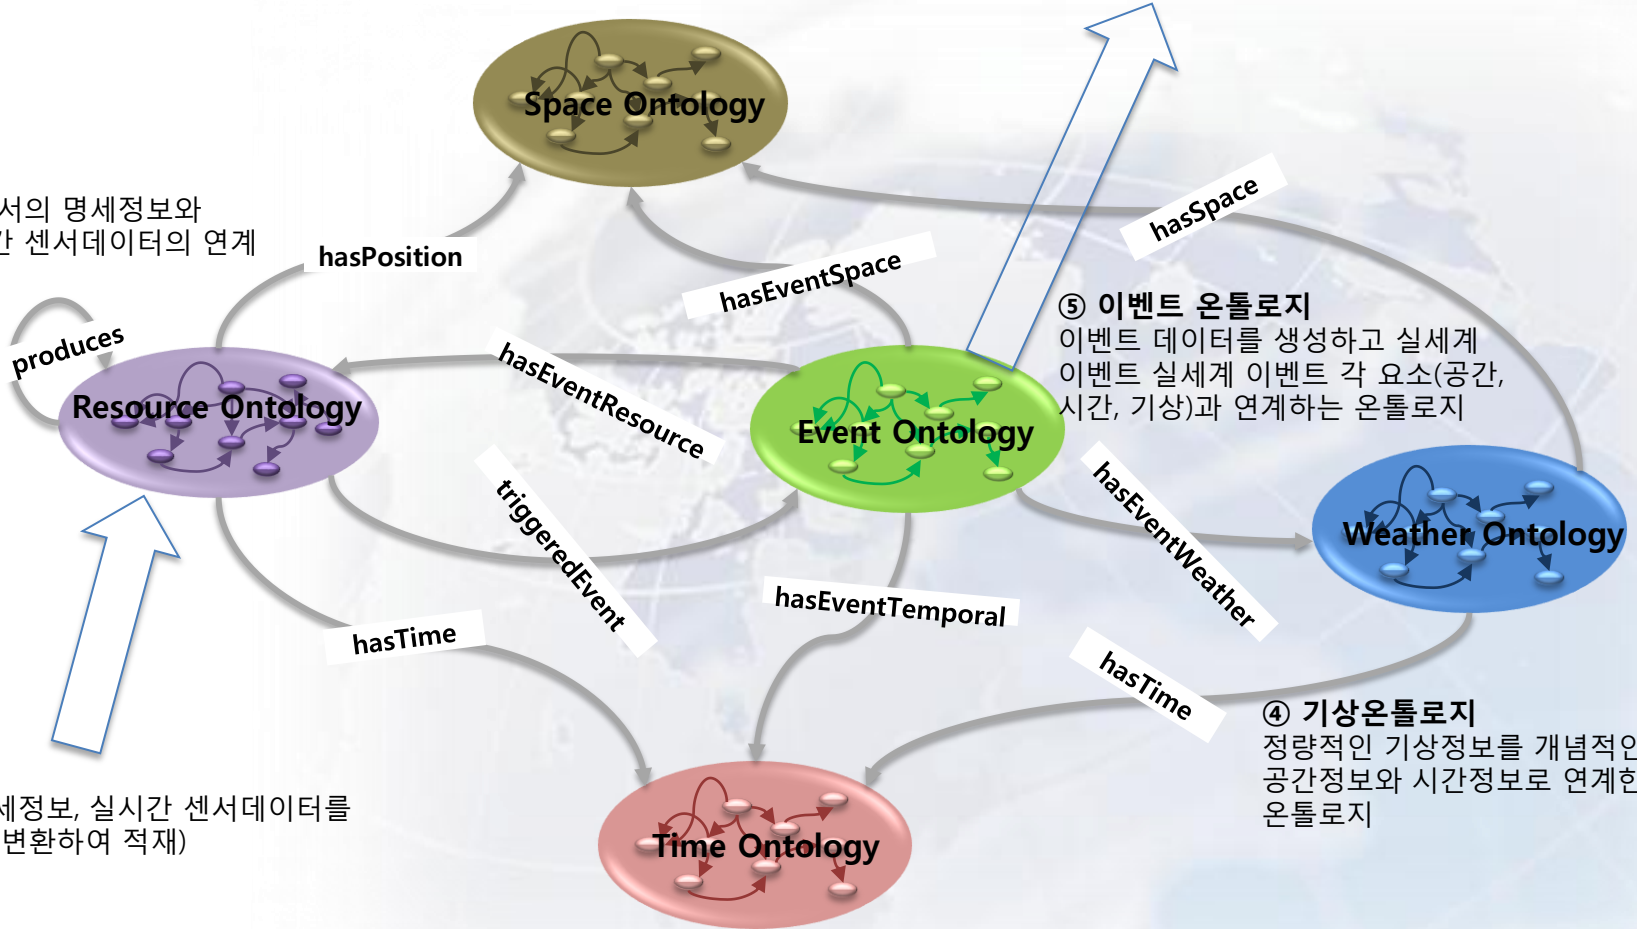 Space Ontology
hasSpace
서의 명세정보와
센서데이터의 연계
hasPosition
hasEventSpace
⑤ 이벤트 온톨로지
이벤트 데이터를 생성하고 실세계
이벤트 실세계 이벤트 각 요소(공간,
시간, 기상)과 연계하는 온톨로지
produces
hasEventResource
Resource Ontology
Event Ontology
triggeredEvent
hasEventWeather
Weather Ontology
hasEventTemporal
hasTime
hasTime
④ 기상온톨로지
정량적인 기상정보를 개념적인
공간정보와 시간정보로 연계한
온톨로지
세정보, 실시간 센서데이터를
변환하여 적재)
Time Ontology